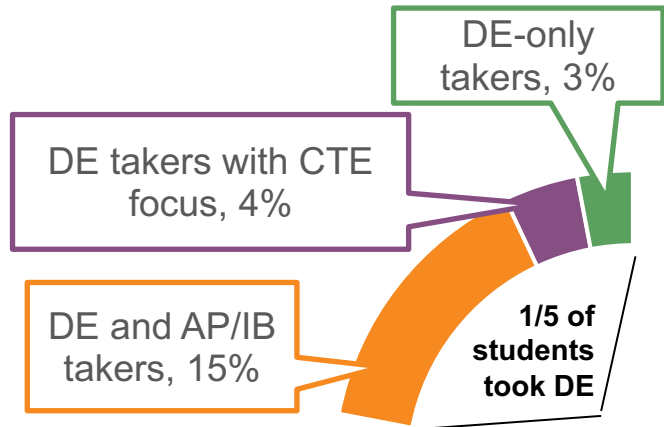 DE-only
takers, 3%
DE takers with CTE
focus, 4%
DE and AP/IB
takers, 15%
1/5 of
students
took DE